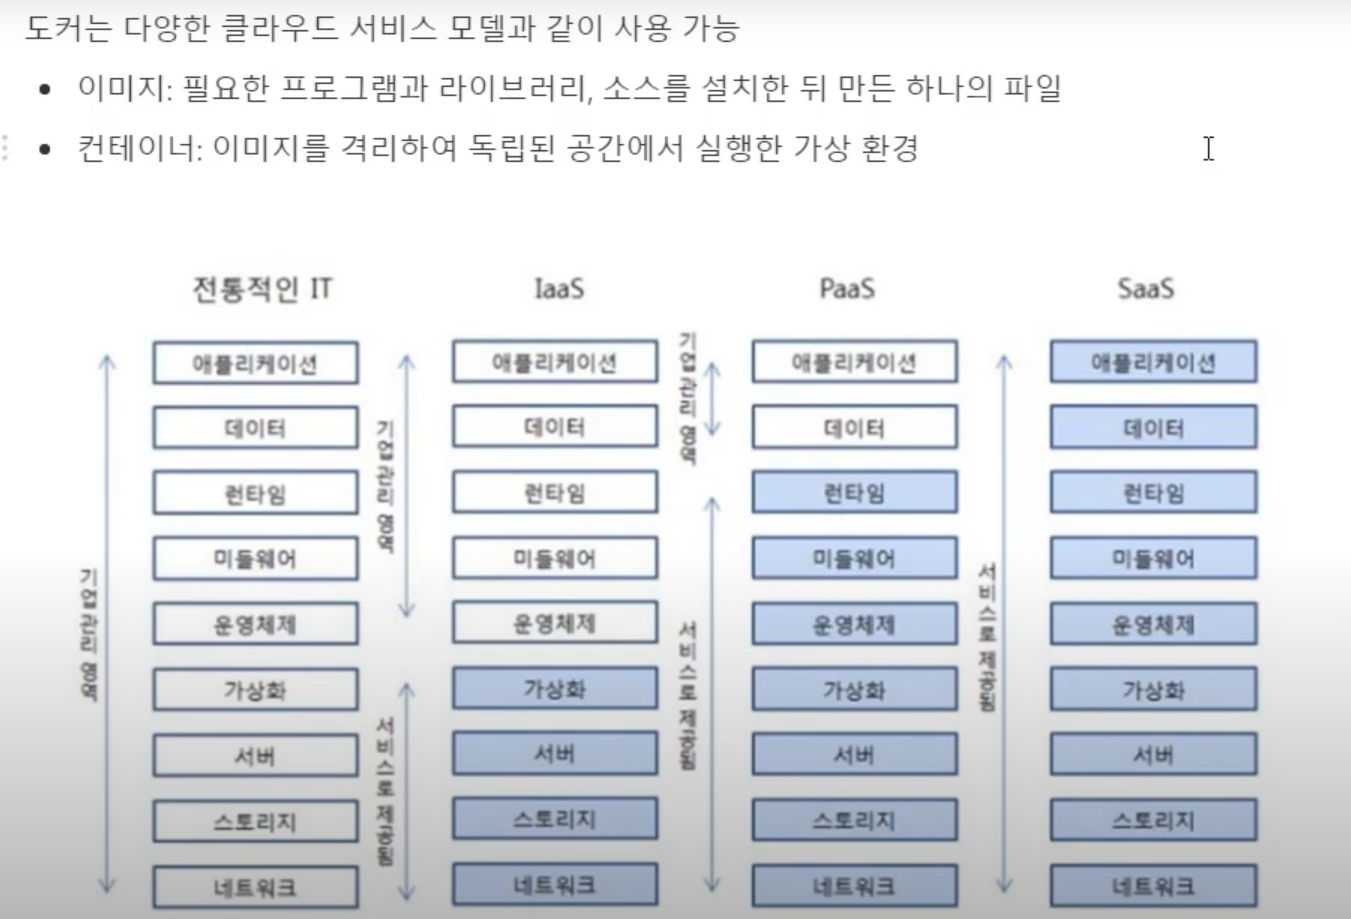 도커는 다양한 클라우드 서비스 모델과 같이 사용 가능
이미지: 필요한 프로그램과 라이브러리, 소스를 설치한 뒤 만든 하나의 파일
컨테이너: 이미지를 격리하여 독립된 공간에서 실행한 가상 환경
전통적인 IT
기업관리 영역
애플리케이션
데이터
런타임
미들웨어
운영체제
가상화
서버
스토리지
네트워크
IaaS
기업관리 영역
서비스로 제공됨
애플리케이션
데이터
런타임
미들웨어
운영체제
가상화
서버
스토리지
네트워크
PaaS
기업관리 영역
서비스로 제공됨
애플리케이션
데이터
런타임
미들웨어
운영체제
가상화
서버
스토리지
네트워크
SaaS
서비스로 제공됨
애플리케이션
데이터
런타임
미들웨어
운영체제
가상화
서버
스토리지
네트워크